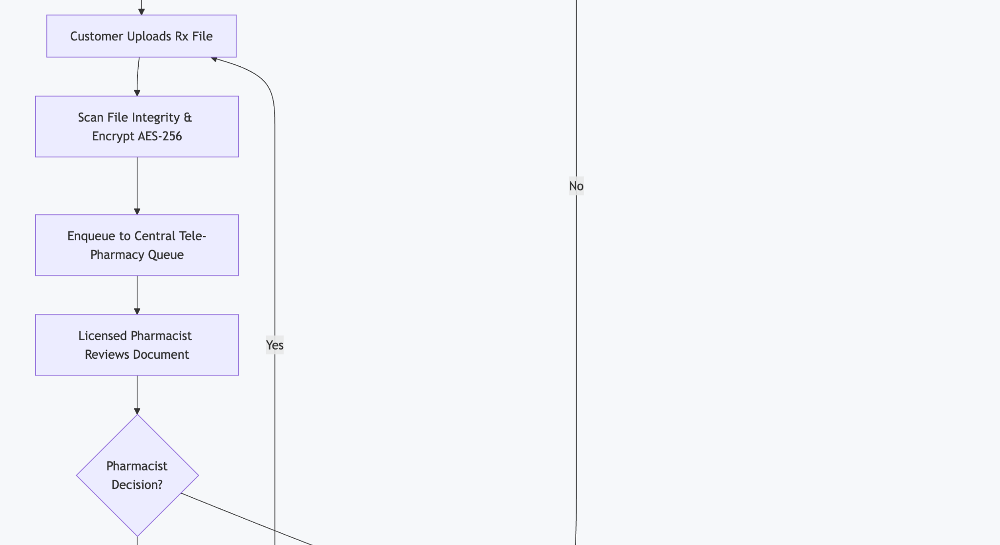 Customer Uploads Rx File
Scan File Integrity &
Encrypt AES-256
No
Enqueue to Central Tele-
Pharmacy Queue
Licensed Pharmacist
Reviews Document
Yes
Pharmacist
Decision?